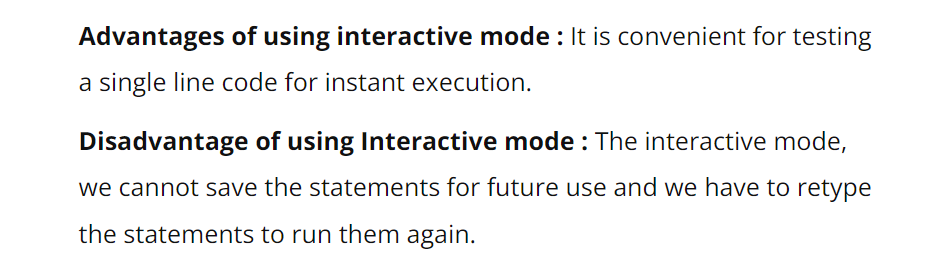 Advantages of using interactive mode : It is convenient for testing
a single line code for instant execution.
Disadvantage of using Interactive mode : The interactive mode,
we cannot save the statements for future use and we have to retype
the statements to run them again.